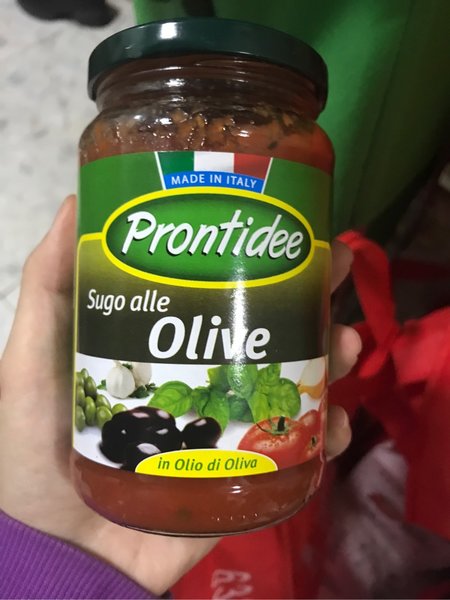 MADE IN ITALY
Prontidee
Sugo alle
Olive
in Olio di Oliva